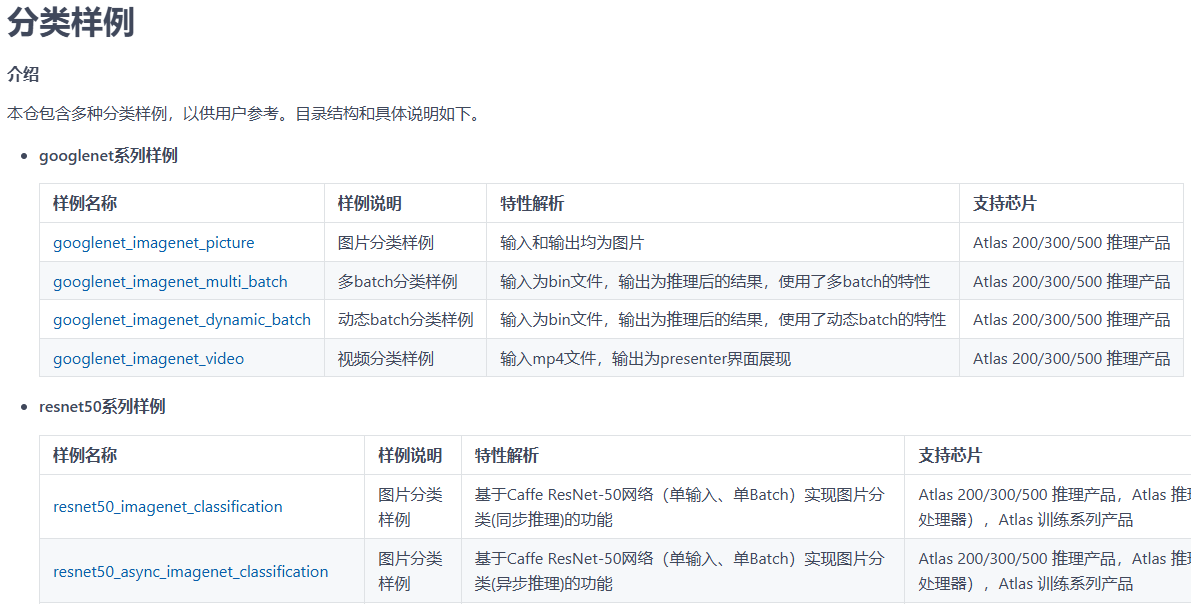 分类样例
介绍
本仓包含多种分类样例，以供用户参考。目录结构和具体说明如下。
googlenet系列样例
样例名称 样例说明 特性解析 支持芯片
googlenet_imagenet_picture 图片分类样例 输入和输出均为图片 Atlas 200/300/500 推理产品
googlenet_imagenet_multi_batch 多batch分类样例 输入为bin文件，输出为推理后的结果，使用了多batch的特性 Atlas 200/300/500 推理产品
googlenet_imagenet_dynamic_batch 动态batch分类样例 输入为bin文件，输出为推理后的结果，使用了动态batch的特性 Atlas 200/300/500 推理产品
googlenet_imagenet_video 视频分类样例 输入mp4文件，输出为presenter界面展现 Atlas 200/300/500 推理产品
resnet50系列样例
样例名称 样例说明 特性解析 支持芯片
resnet50_imagenet_classification 图片分类 基于Caffe ResNet-50网络（单输入、单Batch）实现图片分 Atlas 200/300/500 推理产品，Atlas 推
样例 类(同步推理)的功能 处理器），Atlas 训练系列产品
resnet50_async_imagenet_classification 图片分类 基于Caffe ResNet-50网络（单输入、单Batch）实现图片分 Atlas 200/300/500 推理产品，Atlas 推
样例 类(异步推理)的功能 处理器），Atlas 训练系列产品